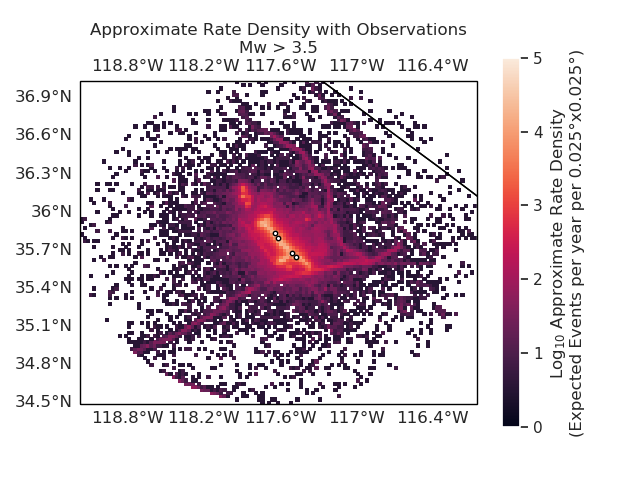 Approximate Rate Density with Observations
Mw > 3.5
118.8°W 118.2°W 117.6°W 117°W 116.4°W
36.9°N
36.6°N
36.3°N
36°N
35.7°N
35.4°N
35.1°N
34.8°N
34.5°N
118.8°W 118.2°W 117.6°W 117°W 116.4°W
5
4
3
2
1
0
Log₁₀ Approximate Rate Density
(Expected Events per year per 0.025°x0.025°)